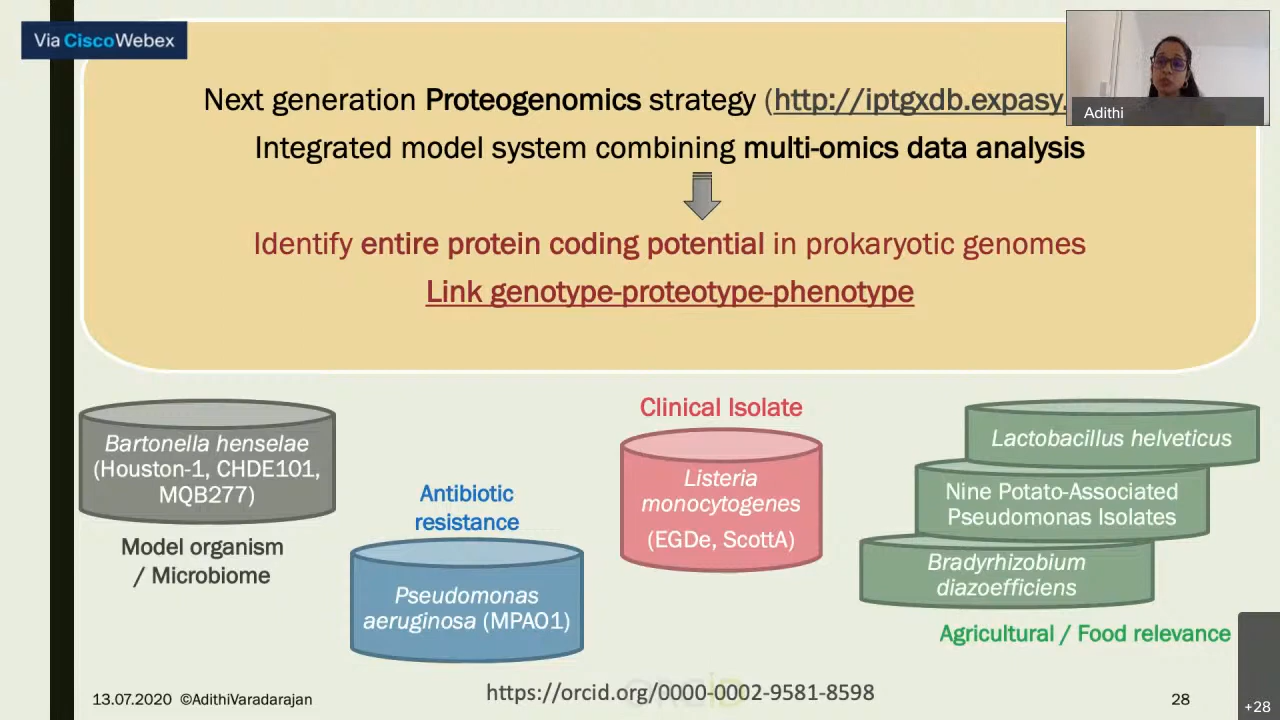 Via CiscoWebex
Next generation Proteogenomics strategy (http://iptgxdb.expasy.
Adithi
Integrated model system combining multi-omics data analysis
Identify entire protein coding potential in prokaryotic genomes
Link genotype-proteotype-phenotype
Bartonella henselae
(Houston-1, CHDE101,
MQB277)
Model organism
/ Microbiome
Antibiotic
resistance
Pseudomonas
aeruginosa (MPAO1)
Clinical Isolate
Listeria
monocytogenes
(EGDe, ScottA)
Lactobacillus helveticus
Nine Potato-Associated
Pseudomonas Isolates
Bradyrhizobium
diazoefficiens
Agricultural / Food relevance
13.07.2020 ©AdithiVaradarajan
https://orcid.org/0000-0002-9581-8598
28
+28